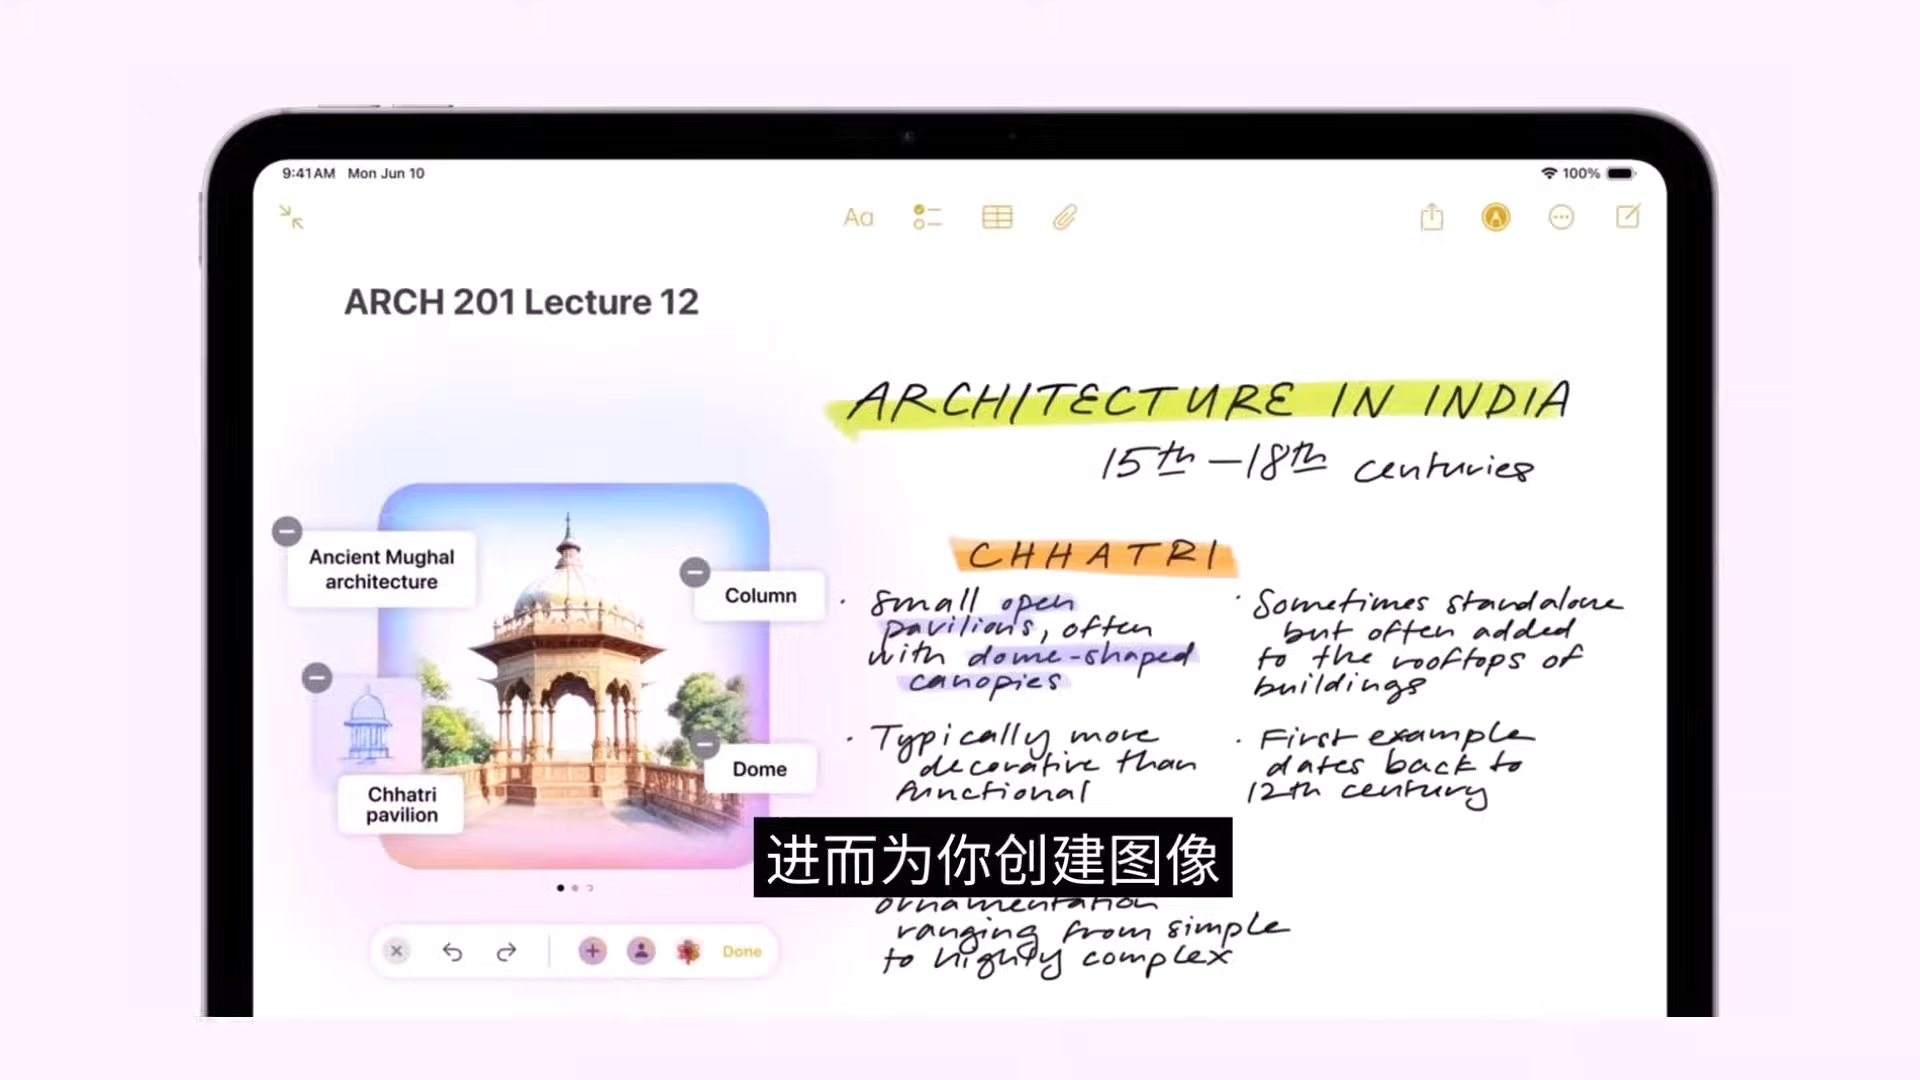 9:41 AM Mon Jun 10
100%
Aa
ARCH 201 Lecture 12
ARCHITECTURE IN INDIA
15th – 18th centuries
Ancient Mughal
architecture
Column
Chhatri
pavilion
Dome
Done
CHHATRI
· Small open
pavilions, often
with dome-shaped
canopies
· Typically more
decorative than
functional
ornamentation
ranging from simple
to highly complex
· Sometimes standalone
but often added
to the rooftops of
buildings
· First example
dates back to
12th century
进而为你创建图像